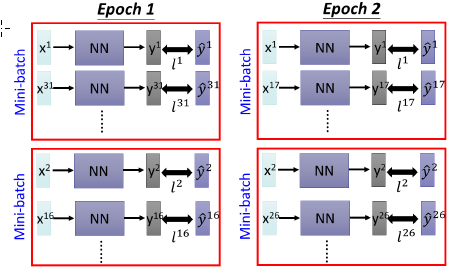 Epoch 1
Mini-batch
x¹ NN y¹ ŷ¹
l¹
x³¹ NN y³¹ ŷ³¹
l³¹
Mini-batch
x² NN y² ŷ²
l²
x¹⁶ NN y¹⁶ ŷ¹⁶
l¹⁶
Epoch 2
Mini-batch
x¹ NN y¹ ŷ¹
l¹
x¹⁷ NN y¹⁷ ŷ¹⁷
l¹⁷
Mini-batch
x² NN y² ŷ²
l²
x²⁶ NN y²⁶ ŷ²⁶
l²⁶